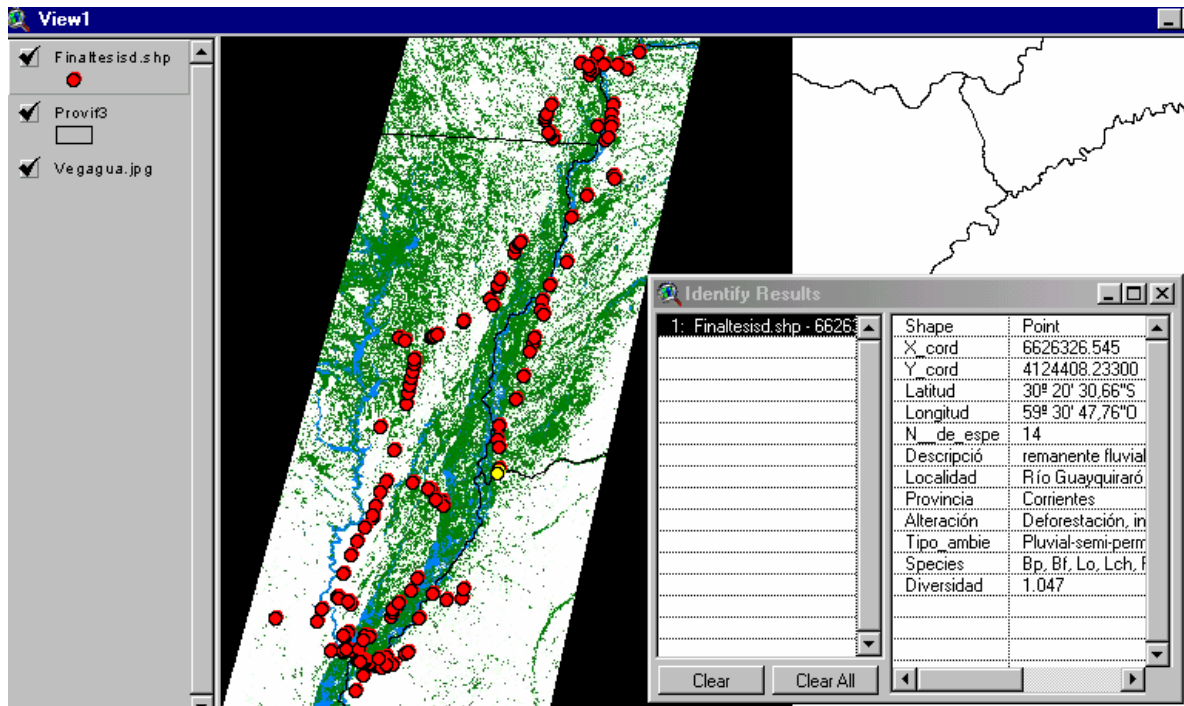 View1
Finaltesisd.shp
Provif3
Vegagua.jpg
Identify Results
1: Finaltesisd.shp - 6626
Shape Point
X_cord 6626326.545
Y_cord 4124408.23300
Latitud 30º 20' 30,66"S
Longitud 59º 30' 47,76"O
N__de_espe 14
Descripció remanente fluvial
Localidad Río Guayquiraró
Provincia Corrientes
Alteración Deforestación, in
Tipo_ambie Pluvial-semi-perm
Species Bp, Bf, Lo, Lch,
Diversidad 1.047
Clear Clear All